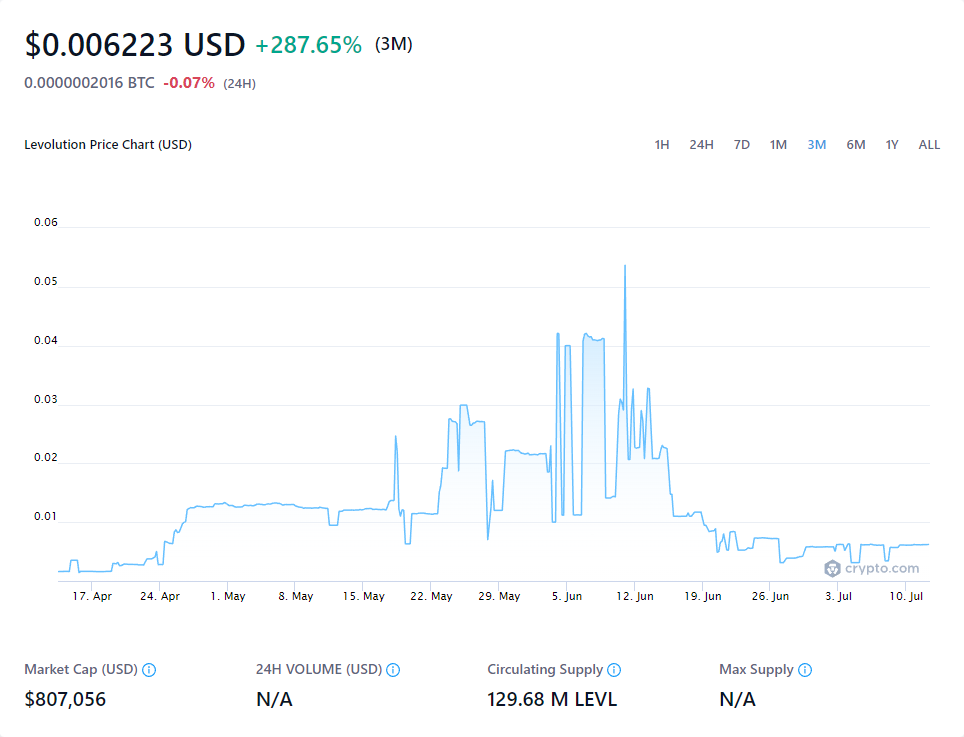 $0.006223 USD +287.65% (3M)
0.0000002016 BTC -0.07% (24H)
Levolution Price Chart (USD) 1H 24H 7D 1M 3M 6M 1Y ALL
0.06
0.05
0.04
0.03
0.02
0.01
crypto.com
17. Apr 24. Apr 1. May 8. May 15. May 22. May 29. May 5. Jun 12. Jun 19. Jun 26. Jun 3. Jul 10. Jul
Market Cap (USD) 24H VOLUME (USD) Circulating Supply Max Supply
$807,056 N/A 129.68 M LEVL N/A